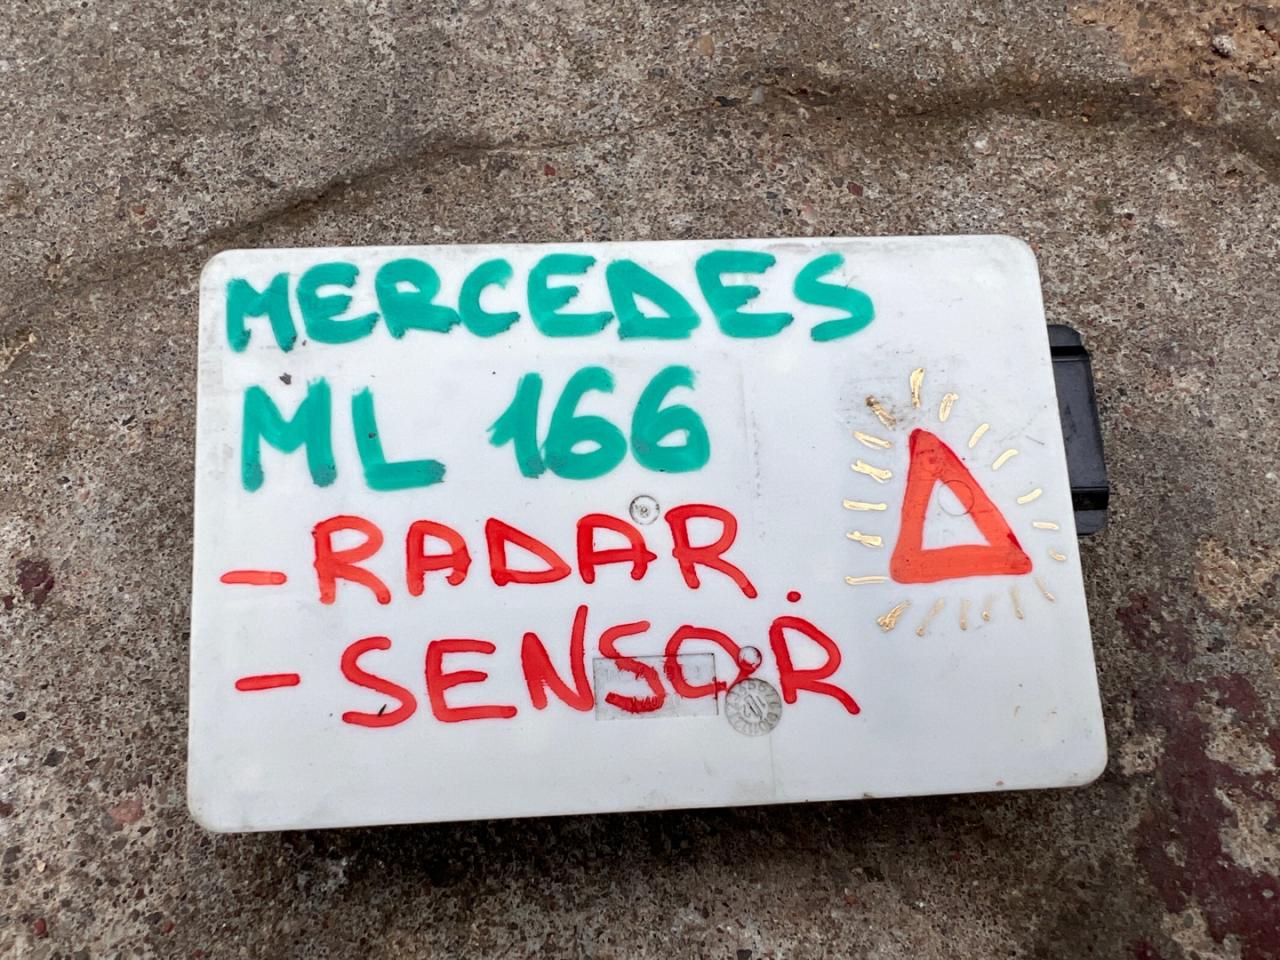 MERCEDES
ML 166
- RADAR.
- SENSOR